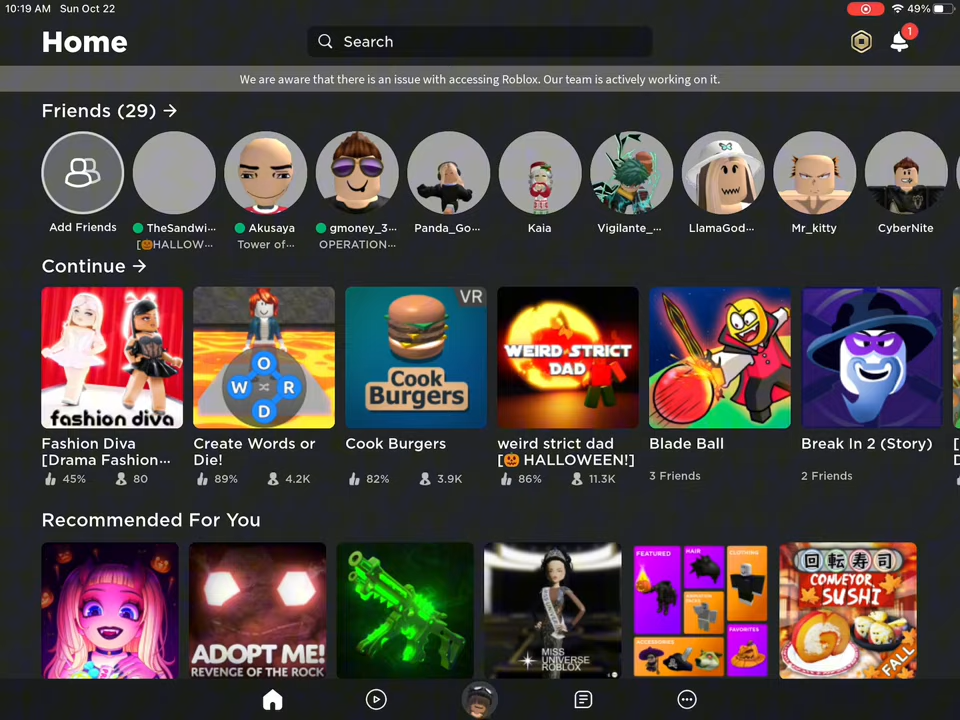 10:19 AM Sun Oct 22
49%
Home
Search
1
We are aware that there is an issue with accessing Roblox. Our team is actively working on it.
Friends (29) →
Add Friends
TheSandwi...
[🎃HALLOW...
Akusaya
Tower of...
gmoney_3...
OPERATION...
Panda_Go...
Kaia
Vigilante_...
LlamaGod...
Mr_kitty
CyberNite
Continue →
fashion diva
O
W R
D
VR
Cook
Burgers
WEIRD STRICT
DAD
Fashion Diva
[Drama Fashion...
45% 80
Create Words or
Die!
89% 4.2K
Cook Burgers
82% 3.9K
weird strict dad
[🎃 HALLOWEEN!]
86% 11.3K
Blade Ball
3 Friends
Break In 2 (Story)
2 Friends
Recommended For You
ADOPT ME!
REVENGE OF THE ROCK
MISS
UNIVERSE
ROBLOX
FEATURED
HAIR
CLOTHING
ACCESSORIES
FAVORITES
回転寿司
CONVEYOR
SUSHI
FALL